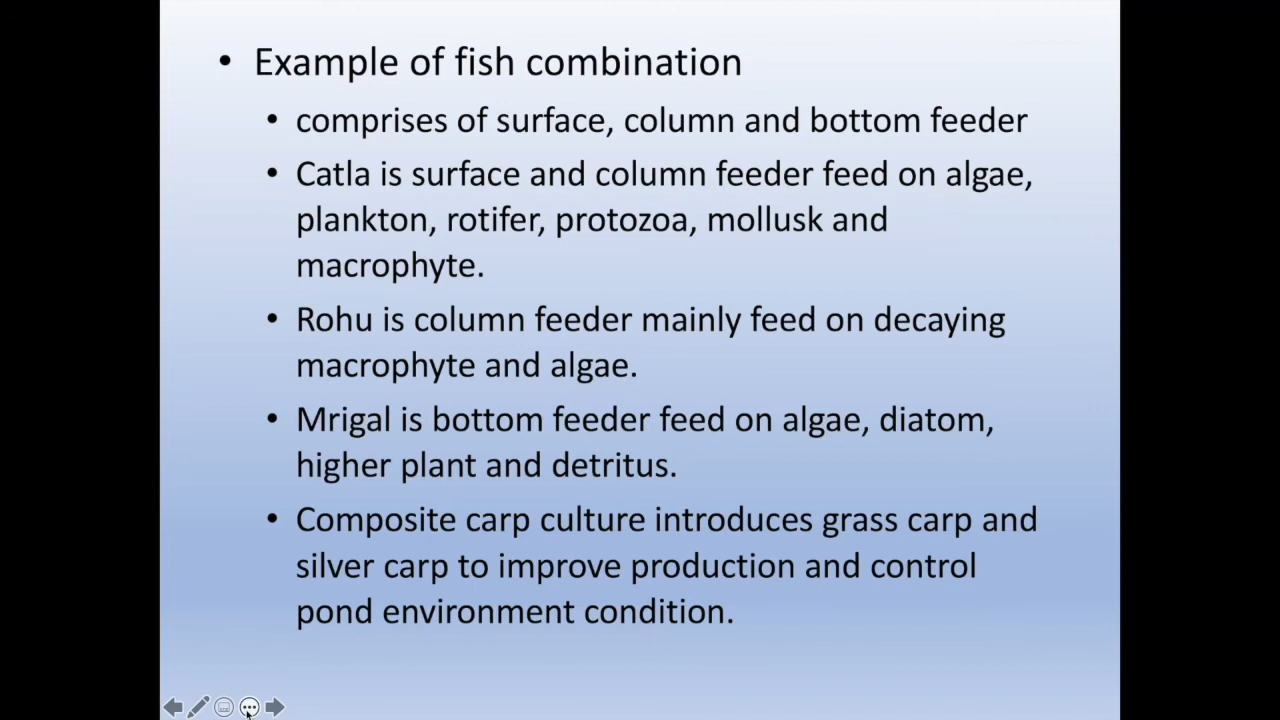 • Example of fish combination
• comprises of surface, column and bottom feeder
• Catla is surface and column feeder feed on algae,
plankton, rotifer, protozoa, mollusk and
macrophyte.
• Rohu is column feeder mainly feed on decaying
macrophyte and algae.
• Mrigal is bottom feeder feed on algae, diatom,
higher plant and detritus.
• Composite carp culture introduces grass carp and
silver carp to improve production and control
pond environment condition.